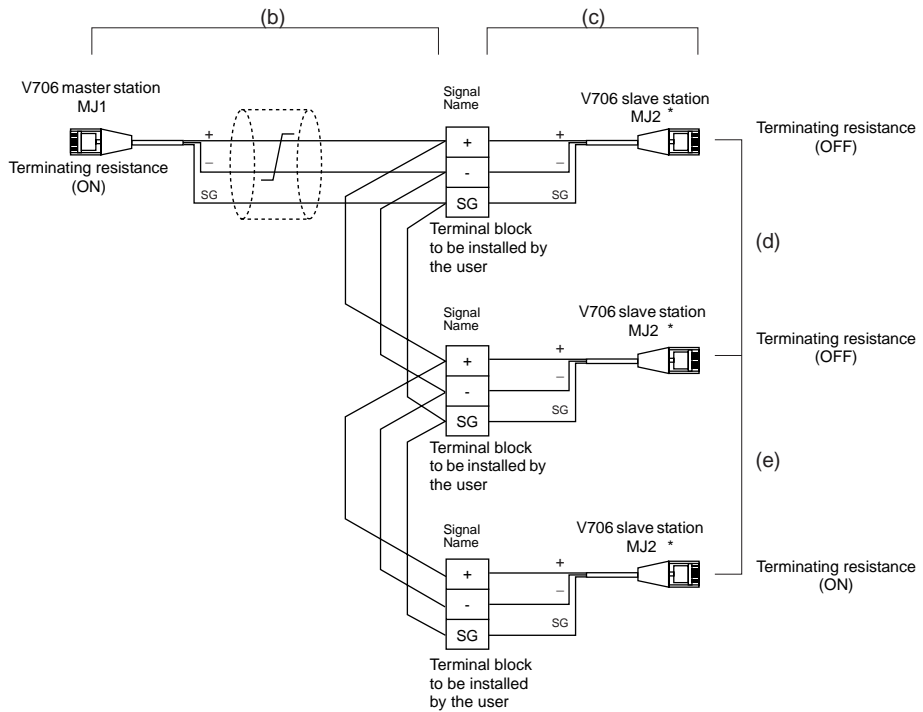 (b)
(c)
V706 master station
MJ1
Terminating resistance
(ON)
+
–
SG
Signal
Name
+
-
SG
Terminal block
to be installed by
the user
+
–
SG
V706 slave station
MJ2 *
Terminating resistance
(OFF)
(d)
Signal
Name
+
-
SG
Terminal block
to be installed by
the user
+
–
SG
V706 slave station
MJ2 *
Terminating resistance
(OFF)
(e)
Signal
Name
+
-
SG
Terminal block
to be installed
by the user
+
–
SG
V706 slave station
MJ2 *
Terminating resistance
(ON)